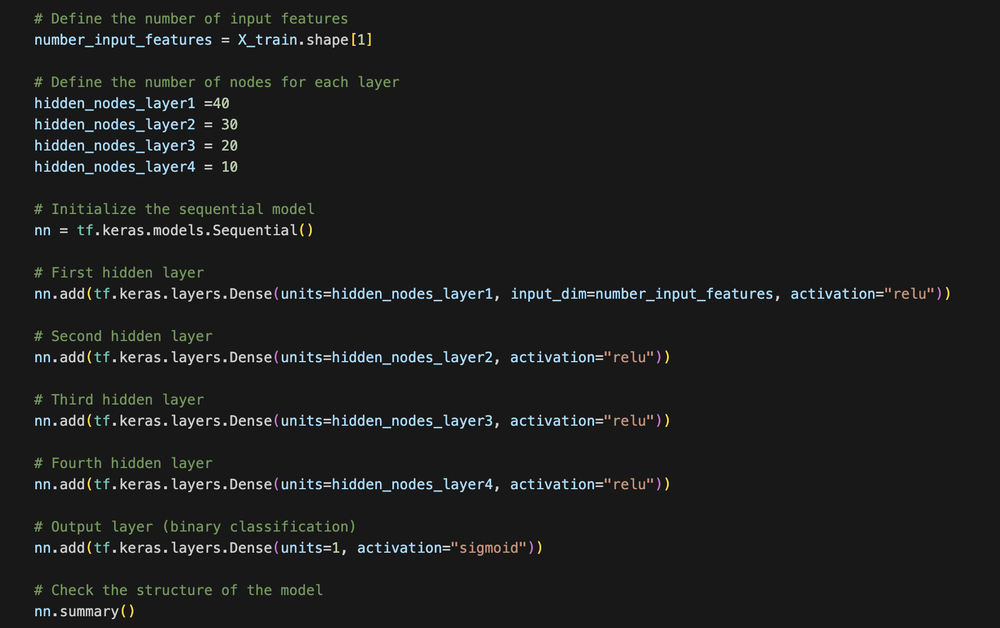 # Define the number of input features
number_input_features = X_train.shape[1]
# Define the number of nodes for each layer
hidden_nodes_layer1 =40
hidden_nodes_layer2 = 30
hidden_nodes_layer3 = 20
hidden_nodes_layer4 = 10
# Initialize the sequential model
nn = tf.keras.models.Sequential()
# First hidden layer
nn.add(tf.keras.layers.Dense(units=hidden_nodes_layer1, input_dim=number_input_features, activation="relu"))
# Second hidden layer
nn.add(tf.keras.layers.Dense(units=hidden_nodes_layer2, activation="relu"))
# Third hidden layer
nn.add(tf.keras.layers.Dense(units=hidden_nodes_layer3, activation="relu"))
# Fourth hidden layer
nn.add(tf.keras.layers.Dense(units=hidden_nodes_layer4, activation="relu"))
# Output layer (binary classification)
nn.add(tf.keras.layers.Dense(units=1, activation="sigmoid"))
# Check the structure of the model
nn.summary()